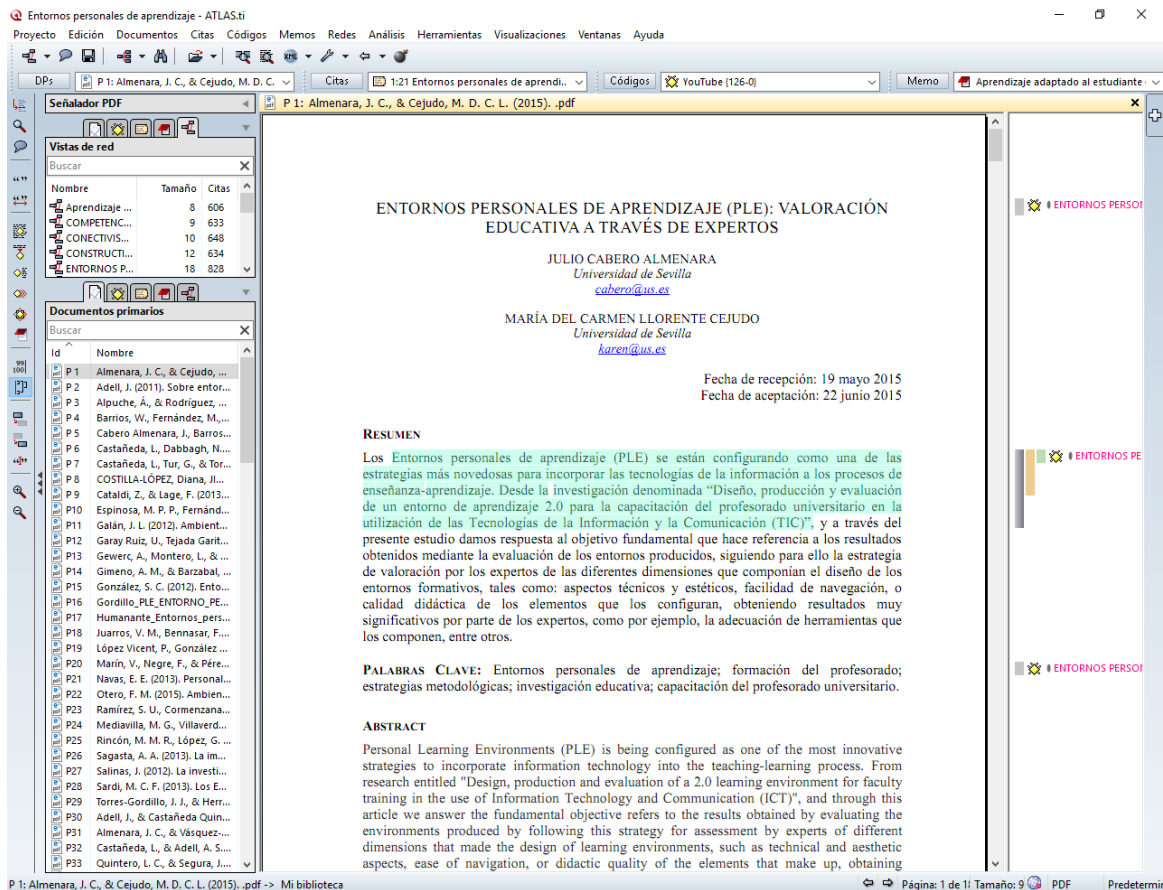 Entornos personales de aprendizaje - ATLAS.ti
Proyecto Edición Documentos Citas Códigos Memos Redes Análisis Herramientas Visualizaciones Ventanas Ayuda
DPs P 1: Almenara, J. C., & Cejudo, M. D. C. Citas 1:21 Entornos personales de aprendi.. Códigos YouTube (126-0) Memo Aprendizaje adaptado al estudiante
Señalador PDF
P 1: Almenara, J. C., & Cejudo, M. D. C. L. (2015). .pdf
Vistas de red
Buscar
Nombre Tamaño Citas
Aprendizaje ... 8 606
COMPETENC... 9 633
CONECTIVIS... 10 648
CONSTRUCTI... 12 634
ENTORNOS P... 18 828
Documentos primarios
Buscar
Id Nombre
P 1 Almenara, J. C., & Cejudo, ...
P 2 Adell, J. (2011). Sobre entor...
P 3 Alpuche, Á., & Rodríguez, ...
P 4 Barrios, W., Fernández, M.,...
P 5 Cabero Almenara, J., Barros...
P 6 Castañeda, L., Dabbagh, N....
P 7 Castañeda, L., Tur, G., & Tor...
P 8 COSTILLA-LÓPEZ, Diana, JI...
P 9 Cataldi, Z., & Lage, F. (2013...
P10 Espinosa, M. P. P., Fernánd...
P11 Galán, J. L. (2012). Ambient...
P12 Garay Ruiz, U., Tejada Garit...
P13 Gewerc, A., Montero, L., & ...
P14 Gimeno, A. M., & Barzabal, ...
P15 González, S. C. (2012). Ento...
P16 Gordillo_PLE_ENTORNO_PE...
P17 Humanante_Entornos_pers...
P18 Juarros, V. M., Bennasar, F....
P19 López Vicent, P., González ...
P20 Marín, V., Negre, F., & Pére...
P21 Navas, E. E. (2013). Personal...
P22 Otero, F. M. (2015). Ambien...
P23 Ramírez, S. U., Cormenzana...
P24 Mediavilla, M. G., Villaverd...
P25 Rincón, M. M. R., López, G. ...
P26 Sagasta, A. A. (2013). La im...
P27 Salinas, J. (2012). La investi...
P28 Sardi, M. C. F. (2013). Los E...
P29 Torres-Gordillo, J. J., & Herr...
P30 Adell, J., & Castañeda Quin...
P31 Almenara, J. C., & Vásquez-...
P32 Castañeda, L., & Adell, A. S....
P33 Quintero, L. C., & Segura, J....
ENTORNOS PERSONALES DE APRENDIZAJE (PLE): VALORACIÓN
EDUCATIVA A TRAVÉS DE EXPERTOS
JULIO CABERO ALMENARA
Universidad de Sevilla
cabero@us.es
MARÍA DEL CARMEN LLORENTE CEJUDO
Universidad de Sevilla
karen@us.es
Fecha de recepción: 19 mayo 2015
Fecha de aceptación: 22 junio 2015
RESUMEN
Los Entornos personales de aprendizaje (PLE) se están configurando como una de las
estrategias más novedosas para incorporar las tecnologías de la información a los procesos de
enseñanza-aprendizaje. Desde la investigación denominada “Diseño, producción y evaluación
de un entorno de aprendizaje 2.0 para la capacitación del profesorado universitario en la
utilización de las Tecnologías de la Información y la Comunicación (TIC)”, y a través del
presente estudio damos respuesta al objetivo fundamental que hace referencia a los resultados
obtenidos mediante la evaluación de los entornos producidos, siguiendo para ello la estrategia
de valoración por los expertos de las diferentes dimensiones que componían el diseño de los
entornos formativos, tales como: aspectos técnicos y estéticos, facilidad de navegación, o
calidad didáctica de los elementos que los configuran, obteniendo resultados muy
significativos por parte de los expertos, como por ejemplo, la adecuación de herramientas que
los componen, entre otros.
PALABRAS CLAVE: Entornos personales de aprendizaje; formación del profesorado;
estrategias metodológicas; investigación educativa; capacitación del profesorado universitario.
ABSTRACT
Personal Learning Environments (PLE) is being configured as one of the most innovative
strategies to incorporate information technology into the teaching-learning process. From
research entitled "Design, production and evaluation of a 2.0 learning environment for faculty
training in the use of Information Technology and Communication (ICT)", and through this
article we answer the fundamental objective refers to the results obtained by evaluating the
environments produced by following this strategy for assessment by experts of different
dimensions that made the design of learning environments, such as technical and aesthetic
aspects, ease of navigation, or didactic quality of the elements that make up, obtaining
ENTORNOS PERSON
ENTORNOS PE
ENTORNOS PERSON
P 1: Almenara, J. C., & Cejudo, M. D. C. L. (2015). .pdf -> Mi biblioteca
Página: 1 de 1 Tamaño: 9 PDF Predetermi